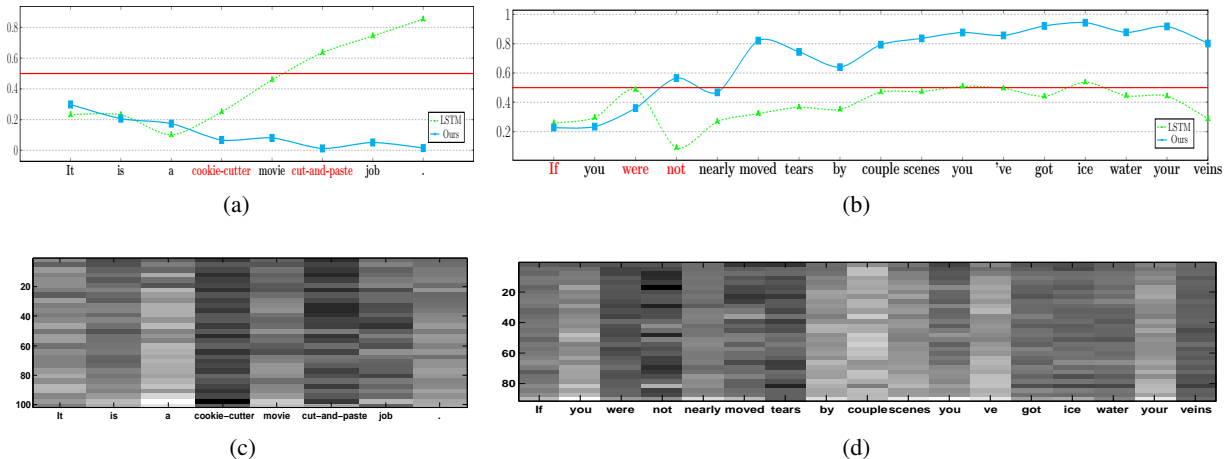 0.8
0.6
0.4
0.2
0
LSTM
Ours
It is a cookie-cutter movie cut-and-paste job .
(a)
1
0.8
0.6
0.4
0.2
LSTM
Ours
If you were not nearly moved tears by couple scenes you 've got ice water your veins
(b)
20
40
60
80
100
It is a cookie-cutter movie cut-and-paste job .
(c)
20
40
60
80
If you were not nearly moved tears by couple scenes you ve got ice water your veins
(d)